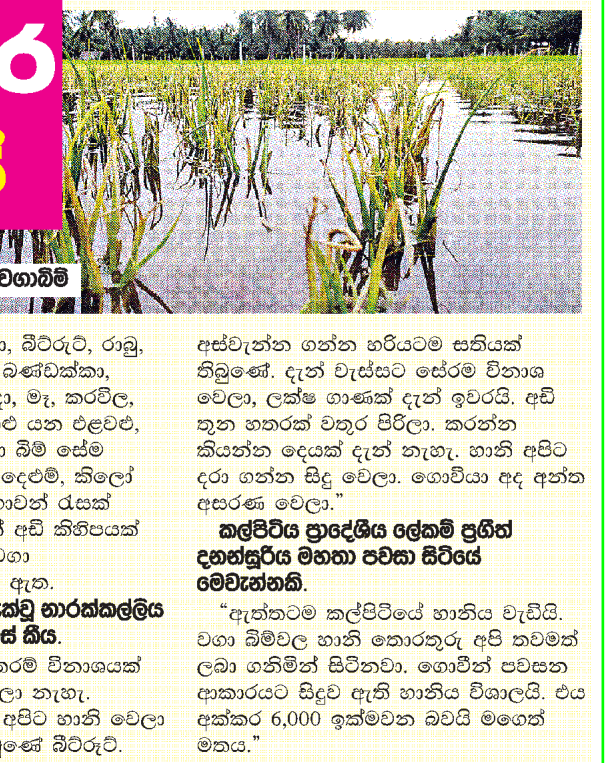 ර
වගාබිම්
, බීට්රුට්, රාබු,
බණ්ඩක්කා,
, මෑ, කරවිල,
යන එළවළු,
බිම් සේම
දෙළුම්, කිලෝ
රැසක්
අඩි කිහිපයක්
ඇත.
නාරක්කල්ලිය
කීය.
විනාශයක්
නැහැ.
අපිට හානි වෙලා
බීට්රූට්.
අස්වැන්න ගන්න හරියටම සතියක්
තිබුණේ. දැන් වැස්සට සේරම විනාශ
වෙලා, ලක්ෂ ගාණක් දැන් ඉවරයි. අඩි
තුන හතරක් වතුර පිරිලා. කරන්න
කියන්න දෙයක් දැන් නැහැ. හානි අපිට
දරා ගන්න සිදු වෙලා. ගොවියා අද අන්ත
අසරණ වෙලා.”
කල්පිටිය ප්‍රාදේශීය ලේකම් ප්‍රගීත්
දනන්සූරිය මහතා පවසා සිටියේ
මෙවැන්නකි.
“ඇත්තටම කල්පිටියේ හානිය වැඩියි.
වගා බිම්වල හානි තොරතුරු අපි තවමත්
ලබා ගනිමින් සිටිනවා. ගොවීන් පවසන
ආකාරයට සිදුව ඇති හානිය විශාලයි. එය
අක්කර 6,000 ඉක්මවන බවයි මගෙත්
මතය.”